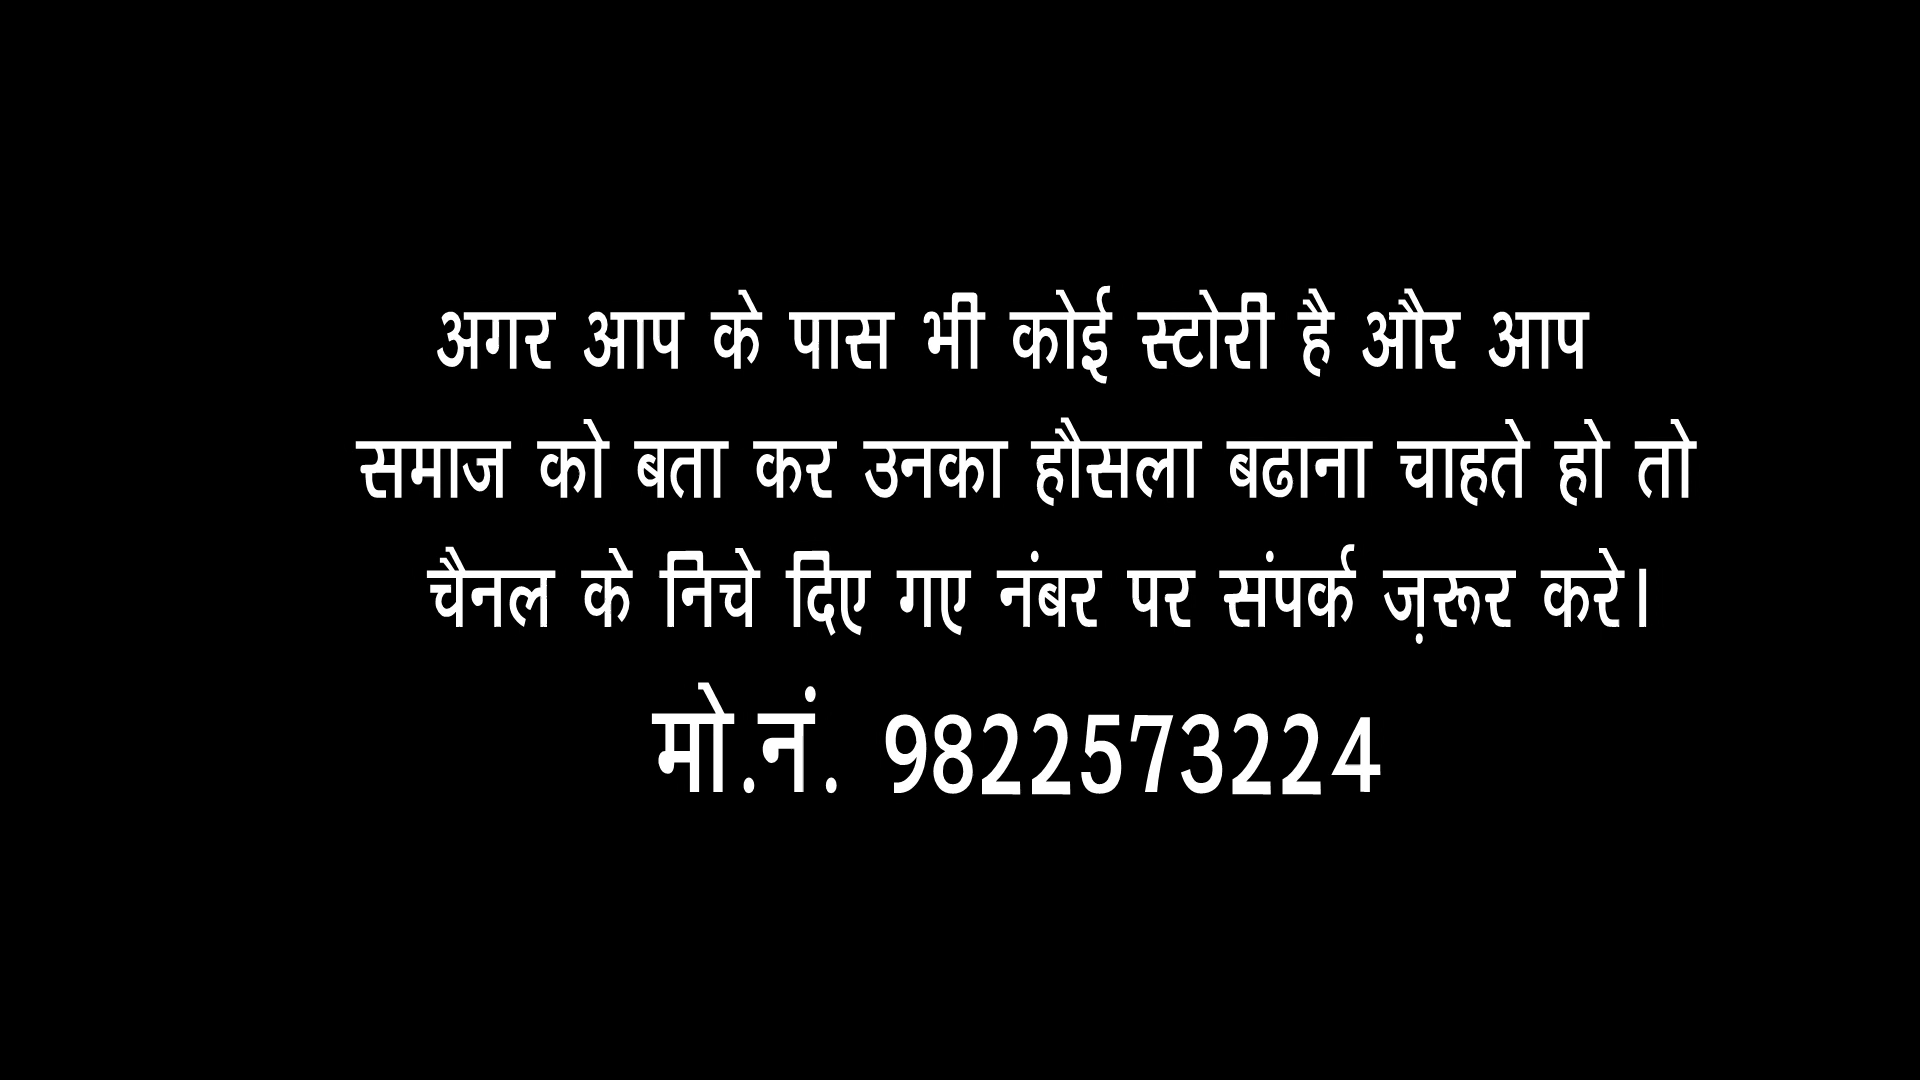 अगर आप के पास भी कोई स्टोरी है और आप
समाज को बता कर उनका हौसला बढाना चाहते हो तो
चैनल के निचे दिए गए नंबर पर संपर्क ज़रूर करे।
मो.नं. 9822573224